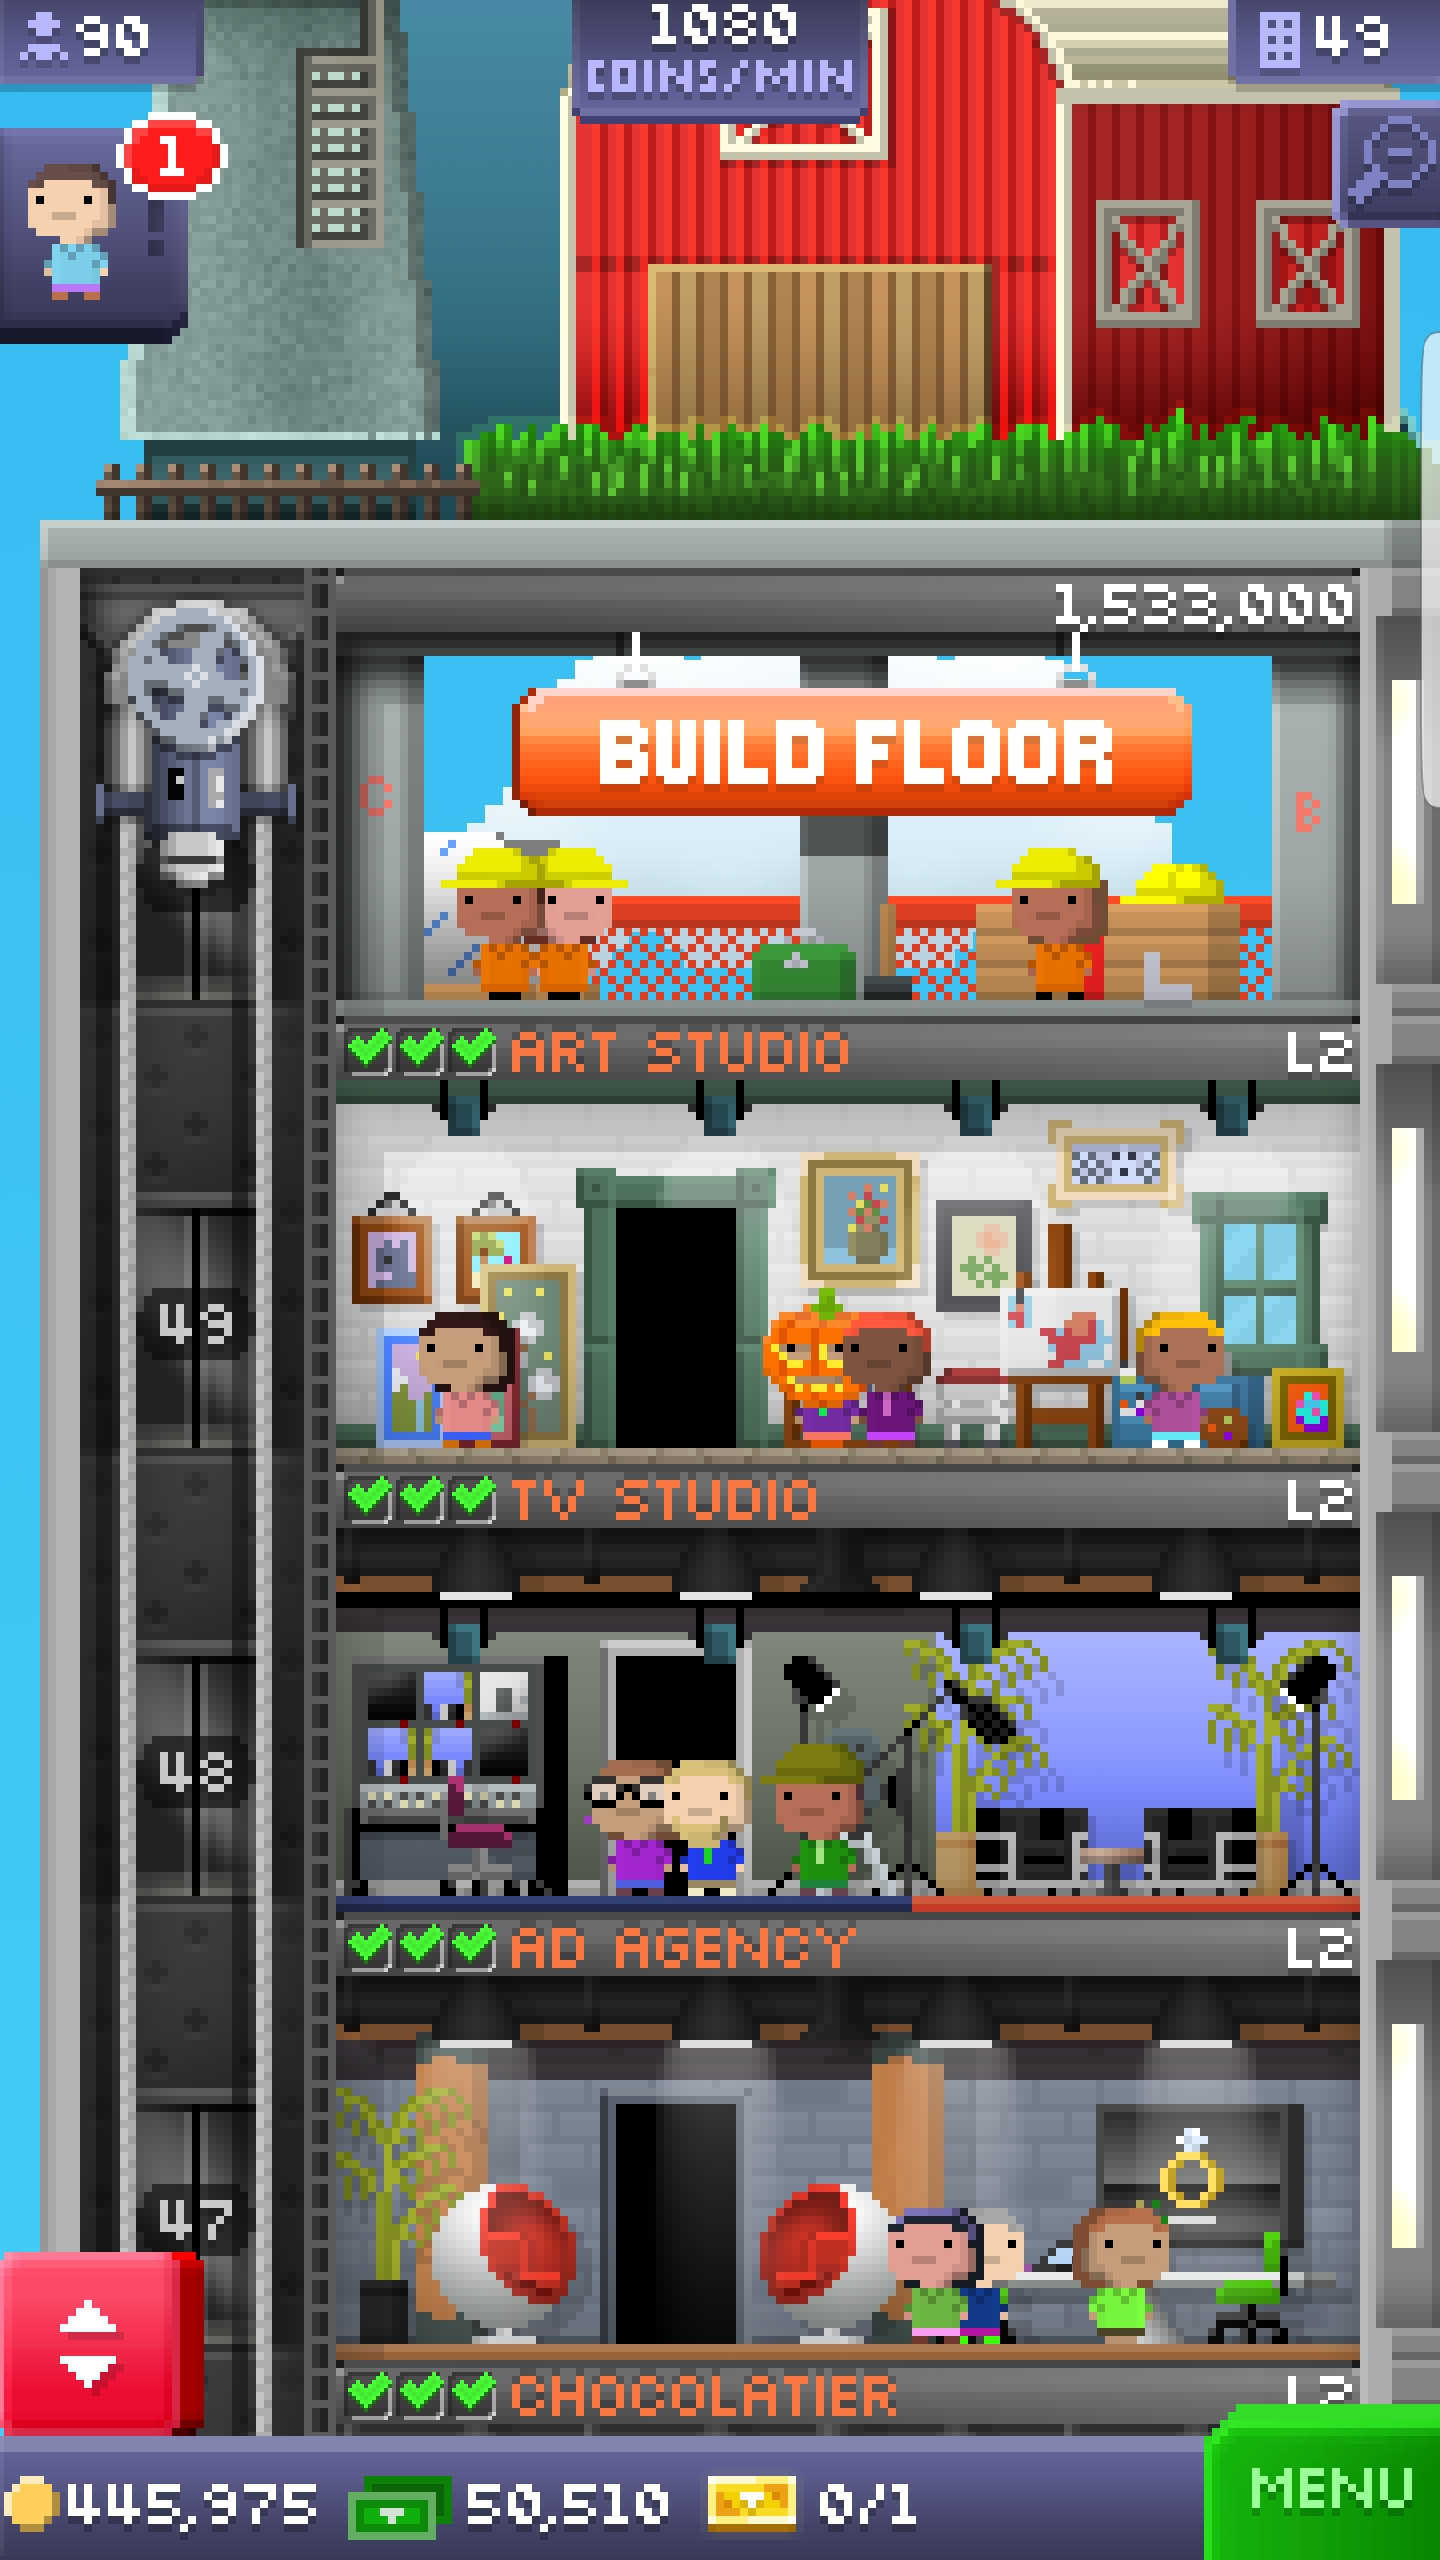 90
1080
COINS/MIN
49
1
1,533,000
BUILD FLOOR
C
B
ART STUDIO L2
49
TV STUDIO L2
48
AD AGENCY L2
47
CHOCOLATIER L2
445,975 50,510 0/1
MENU